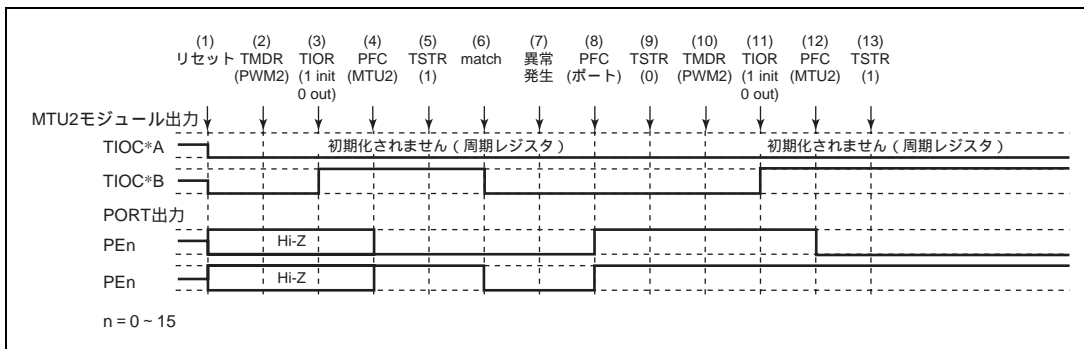 (1) (2) (3) (4) (5) (6) (7) (8) (9) (10) (11) (12) (13)
リセット TMDR TIOR PFC TSTR match 異常 PFC TSTR TMDR TIOR PFC TSTR
(PWM2) (1 init (MTU2) (1) 発生 (ポート) (0) (PWM2) (1 init (MTU2) (1)
0 out) 0 out)
MTU2モジュール出力
TIOC*A 初期化されません（周期レジスタ） 初期化されません（周期レジスタ）
TIOC*B
PORT出力
PEn Hi-Z
PEn Hi-Z
n = 0 ~ 15